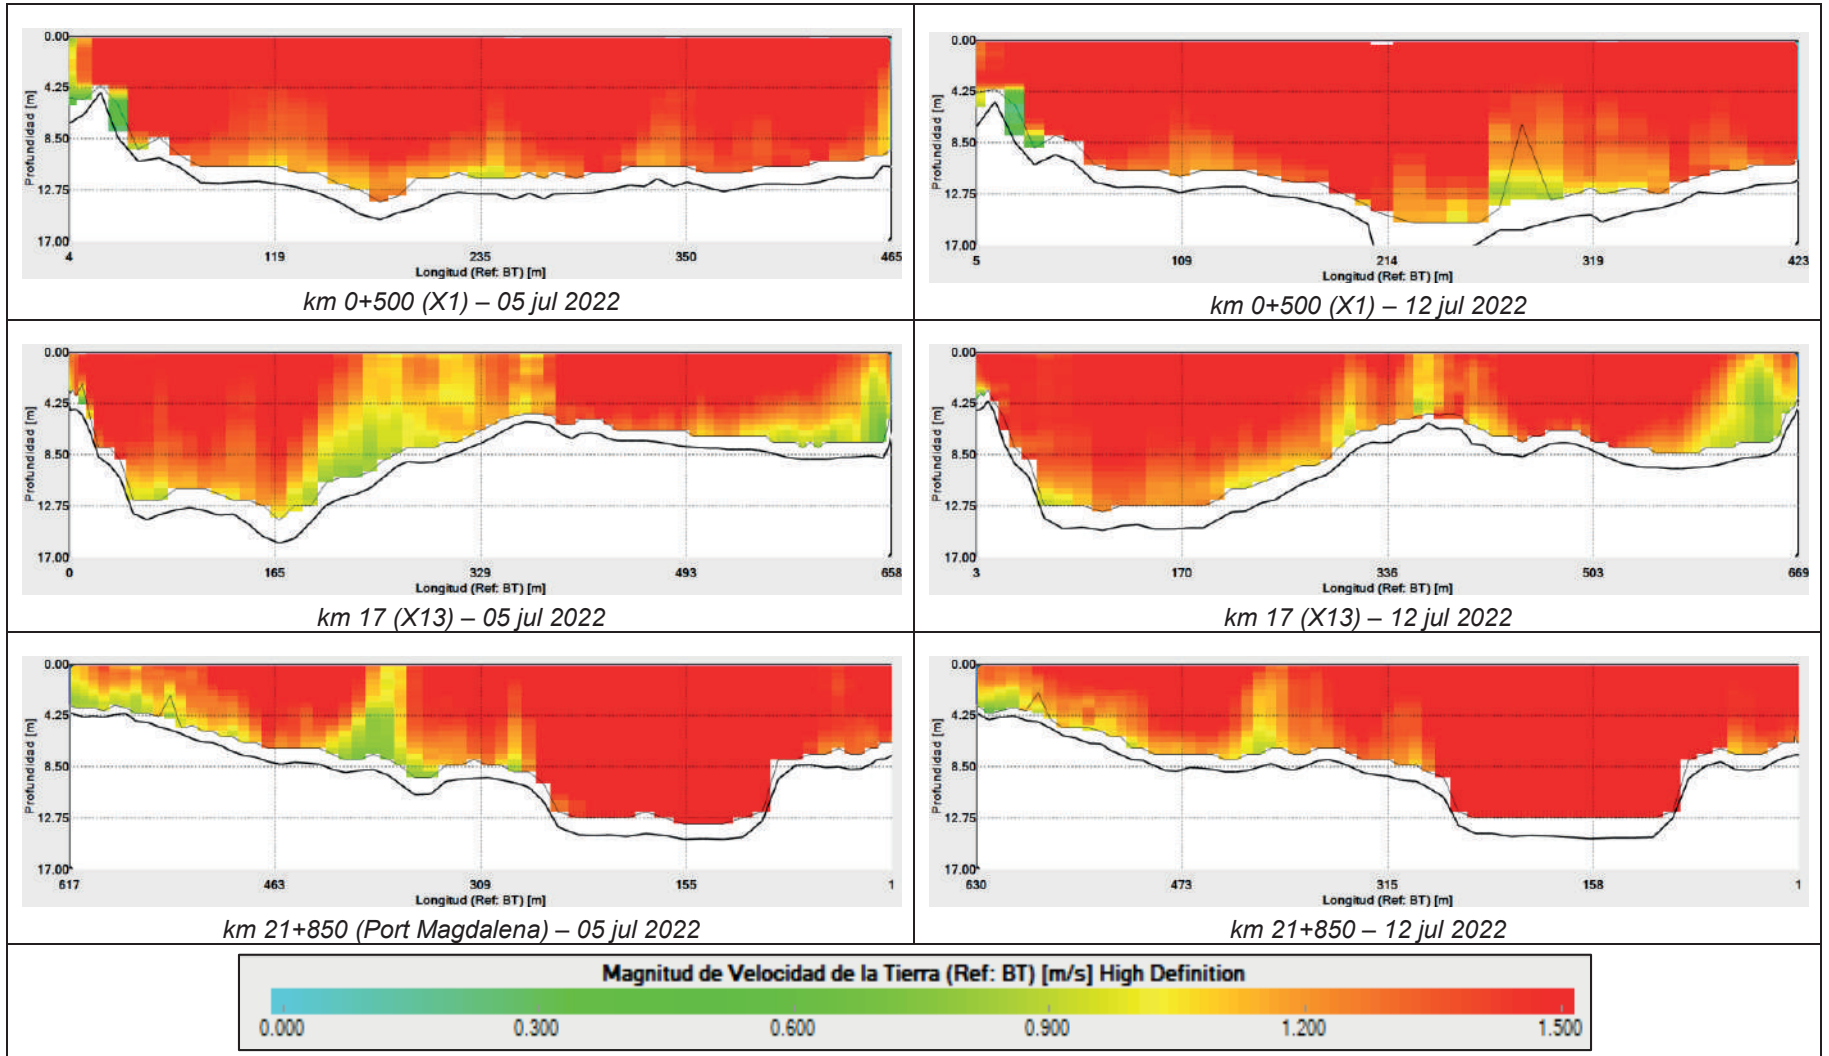 0.00
4.25
8.50
12.75
17.00
Profundidad [m]
4 119 235 350 465
Longitud (Ref: BT) [m]
km 0+500 (X1) – 05 jul 2022
0.00
4.25
8.50
12.75
17.00
Profundidad [m]
5 109 214 319 423
Longitud (Ref: BT) [m]
km 0+500 (X1) – 12 jul 2022
0.00
4.25
8.50
12.75
17.00
Profundidad [m]
0 165 329 493 658
Longitud (Ref: BT) [m]
km 17 (X13) – 05 jul 2022
0.00
4.25
8.50
12.75
17.00
Profundidad [m]
3 170 336 503 669
Longitud (Ref: BT) [m]
km 17 (X13) – 12 jul 2022
0.00
4.25
8.50
12.75
17.00
Profundidad [m]
617 463 309 155 1
Longitud (Ref: BT) [m]
km 21+850 (Port Magdalena) – 05 jul 2022
0.00
4.25
8.50
12.75
17.00
Profundidad [m]
630 473 315 158 1
Longitud (Ref: BT) [m]
km 21+850 – 12 jul 2022
Magnitud de Velocidad de la Tierra (Ref: BT) [m/s] High Definition
0.000 0.300 0.600 0.900 1.200 1.500